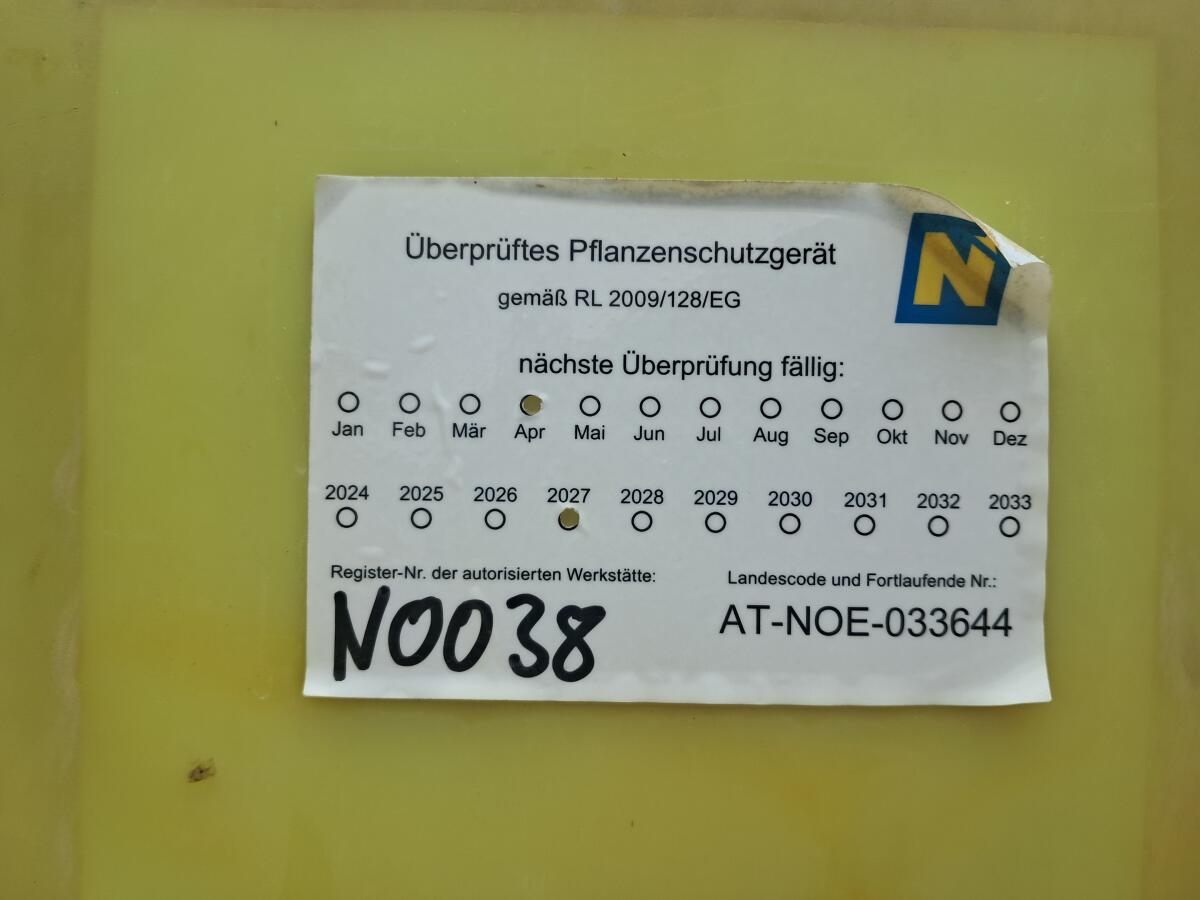 Überprüftes Pflanzenschutzgerät
gemäß RL 2009/128/EG
N
nächste Überprüfung fällig:
Jan Feb Mär Apr Mai Jun Jul Aug Sep Okt Nov Dez
2024 2025 2026 2027 2028 2029 2030 2031 2032 2033
Register-Nr. der autorisierten Werkstätte:
N0038
Landescode und Fortlaufende Nr.:
AT-NOE-033644